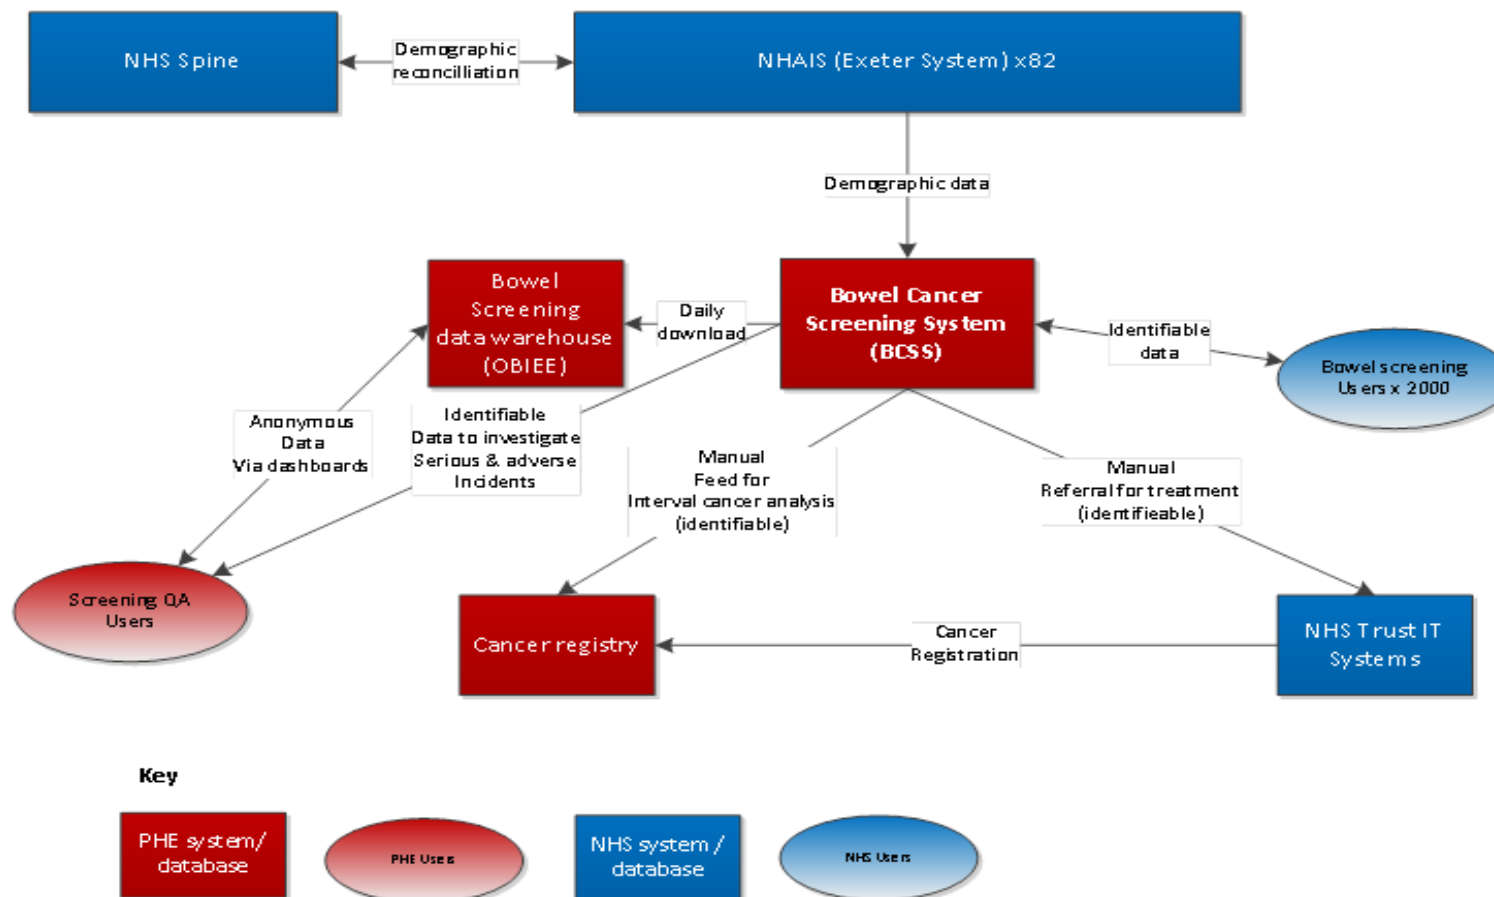 NHS Spine
Demographic
reconcilliation
NHAIS (Exeter System) x82
Demographic data
Bowel
Screening
data warehouse
(OBIEE)
Daily
download
Bowel Cancer
Screening System
(BCSS)
Identifiable
data
Bowel screening
Users x 2000
Anonymous
Data
Via dashboards
Identifiable
Data to investigate
Serious & adverse
Incidents
Manual
Feed for
Interval cancer analysis
(identifiable)
Manual
Referral for treatment
(identifieable)
Screening QA
Users
Cancer registry
Cancer
Registration
NHS Trust IT
Systems
Key
PHE system/
database
PHE Users
NHS system /
database
NHS Users